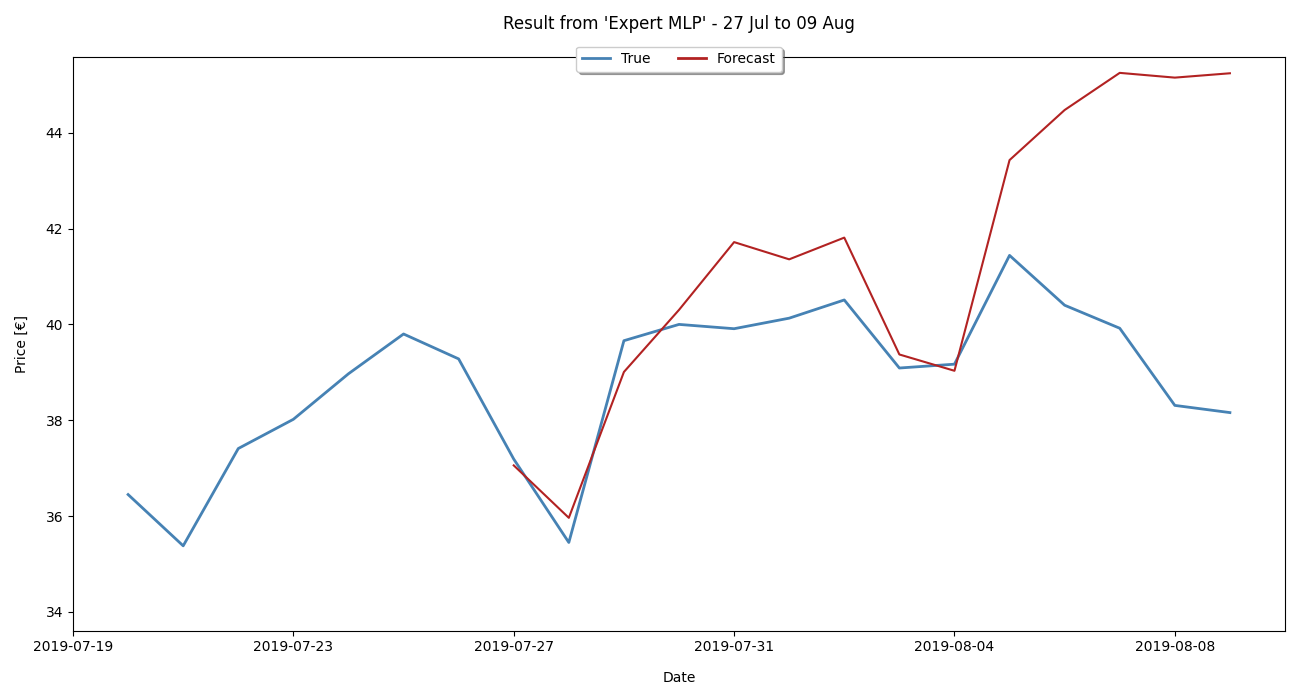 Result from 'Expert MLP' - 27 Jul to 09 Aug
True Forecast
Price [€]
44
42
40
38
36
34
2019-07-19 2019-07-23 2019-07-27 2019-07-31 2019-08-04 2019-08-08
Date